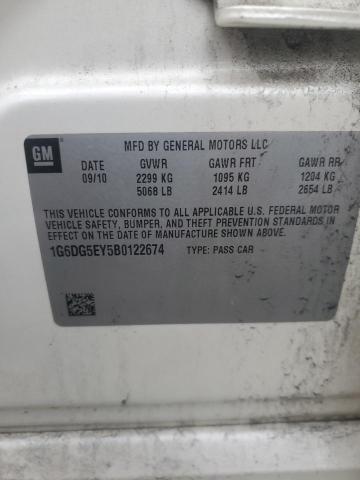 GM
MFD BY GENERAL MOTORS LLC
DATE GVWR GAWR FRT GAWR RR
09/10 2299 KG 1095 KG 1204 KG
5068 LB 2414 LB 2654 LB
THIS VEHICLE CONFORMS TO ALL APPLICABLE U.S. FEDERAL MOTOR
VEHICLE SAFETY, BUMPER, AND THEFT PREVENTION STANDARDS
IN EFFECT ON THE DATE OF MANUFACTURE SHOWN ABOVE.
1G6DG5EY5B0122674 TYPE: PASS CAR